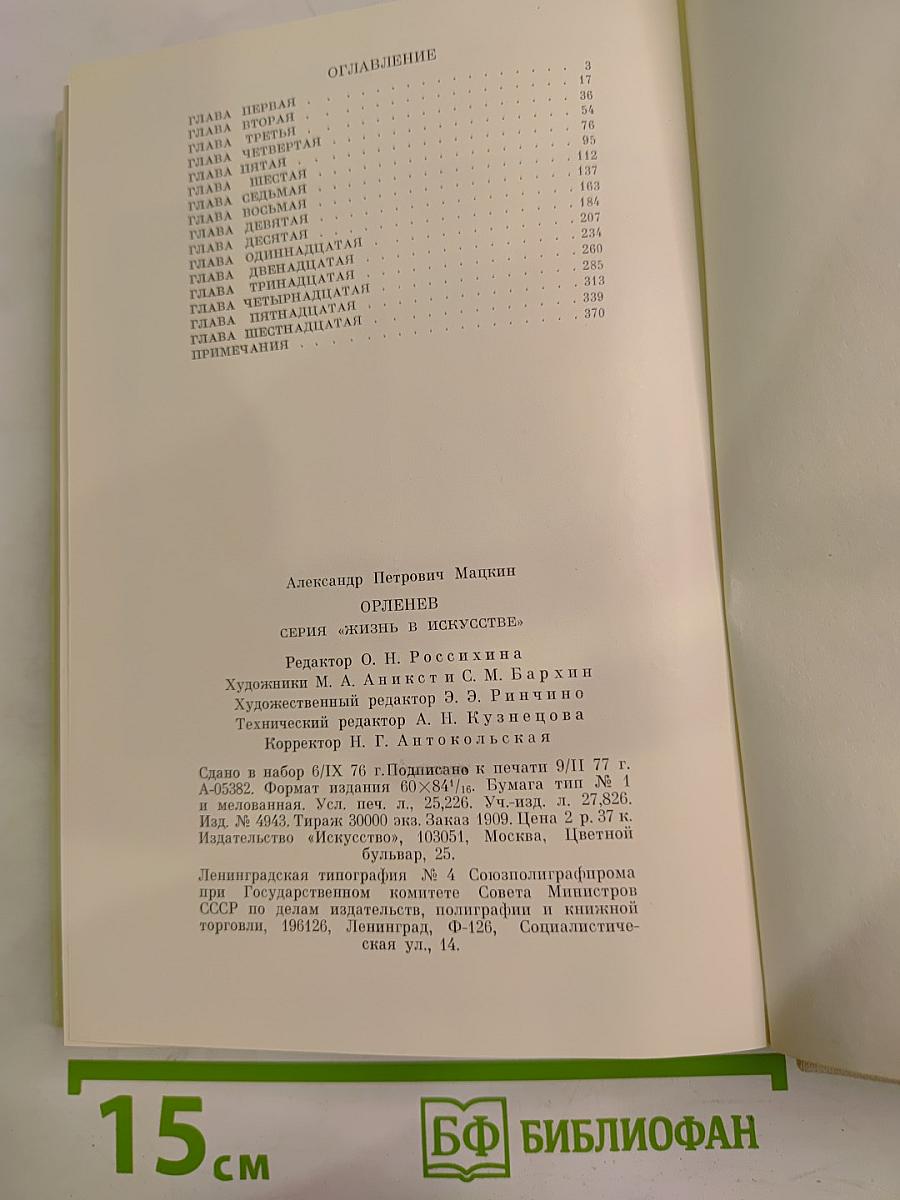 ОГЛАВЛЕНИЕ
ГЛАВА ПЕРВАЯ . . . . . . . . . . . . . . . . 3
ГЛАВА ВТОРАЯ . . . . . . . . . . . . . . . . 17
ГЛАВА ТРЕТЬЯ . . . . . . . . . . . . . . . . 36
ГЛАВА ЧЕТВЕРТАЯ . . . . . . . . . . . . . . . 54
ГЛАВА ПЯТАЯ . . . . . . . . . . . . . . . . 76
ГЛАВА ШЕСТАЯ . . . . . . . . . . . . . . . . 95
ГЛАВА СЕДЬМАЯ . . . . . . . . . . . . . . . . 112
ГЛАВА ВОСЬМАЯ . . . . . . . . . . . . . . . . 137
ГЛАВА ДЕВЯТАЯ . . . . . . . . . . . . . . . . 163
ГЛАВА ДЕСЯТАЯ . . . . . . . . . . . . . . . . 184
ГЛАВА ОДИННАДЦАТАЯ . . . . . . . . . . . . . 207
ГЛАВА ДВЕНАДЦАТАЯ . . . . . . . . . . . . . 234
ГЛАВА ТРИНАДЦАТАЯ . . . . . . . . . . . . . 260
ГЛАВА ЧЕТЫРНАДЦАТАЯ . . . . . . . . . . . . 285
ГЛАВА ПЯТНАДЦАТАЯ . . . . . . . . . . . . . 313
ГЛАВА ШЕСТНАДЦАТАЯ . . . . . . . . . . . . . 339
ПРИМЕЧАНИЯ . . . . . . . . . . . . . . . . . 370
Александр Петрович Мацкин
ОРЛЕНЕВ
СЕРИЯ «ЖИЗНЬ В ИСКУССТВЕ»
Редактор О. Н. Россихина
Художники М. А. Аникст и С. М. Бархин
Художественный редактор Э. Э. Ринчино
Технический редактор А. Н. Кузнецова
Корректор Н. Г. Антокольская
Сдано в набор 6/IX 76 г. Подписано к печати 9/II 77 г.
А-05382. Формат издания 60×84¹/₁₆. Бумага тип № 1
и мелованная. Усл. печ. л., 25,226. Уч.-изд. л. 27,826.
Изд. № 4943. Тираж 30000 экз. Заказ 1909. Цена 2 р. 37 к.
Издательство «Искусство», 103051, Москва, Цветной
бульвар, 25.
Ленинградская типография № 4 Союзполиграфпрома
при Государственном комитете Совета Министров
СССР по делам издательств, полиграфии и книжной
торговли, 196126, Ленинград, Ф-126, Социалистиче-
ская ул., 14.
15 см
БФ БИБЛИОФАН